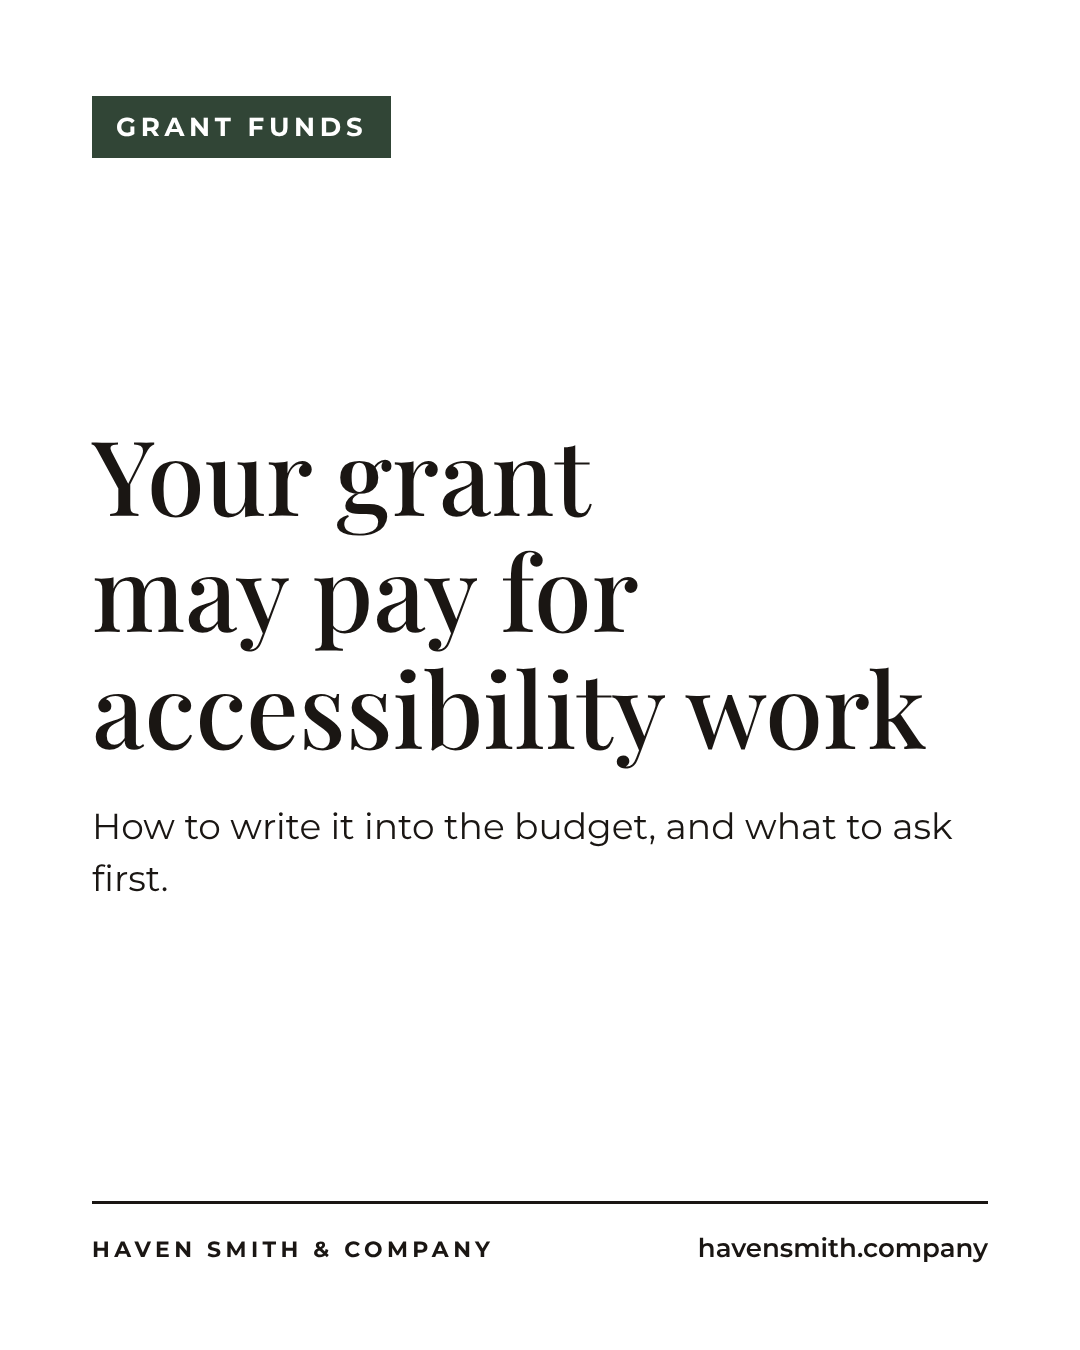 GRANT FUNDS
Your grant
may pay for
accessibility work
How to write it into the budget, and what to ask
first.
HAVEN SMITH & COMPANY
havensmith.company